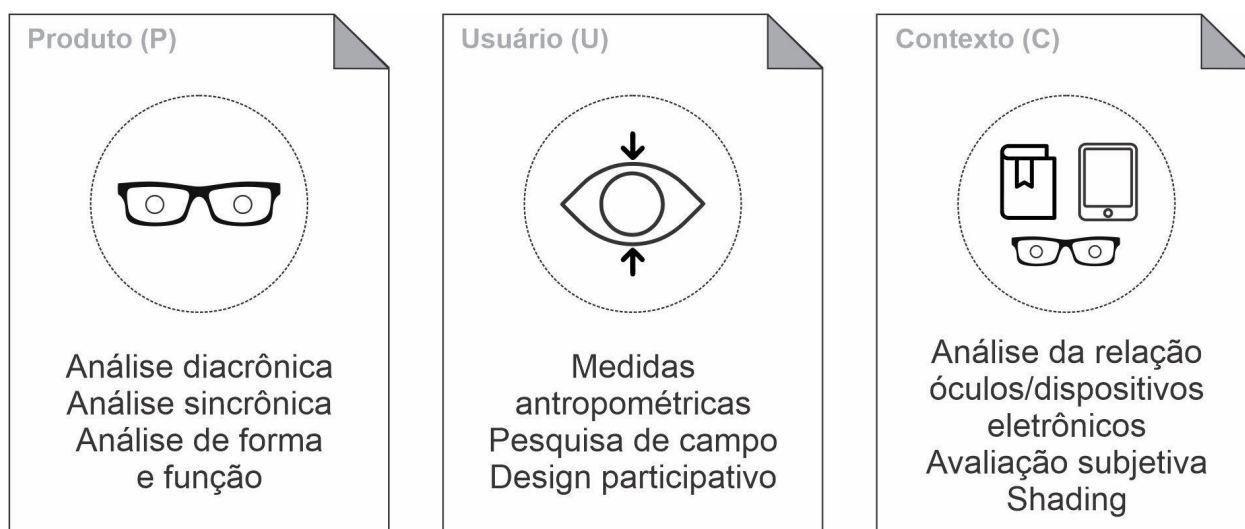 Produto (P)
Análise diacrônica
Análise sincrônica
Análise de forma
e função
Usuário (U)
Medidas
antropométricas
Pesquisa de campo
Design participativo
Contexto (C)
Análise da relação
óculos/dispositivos
eletrônicos
Avaliação subjetiva
Shading